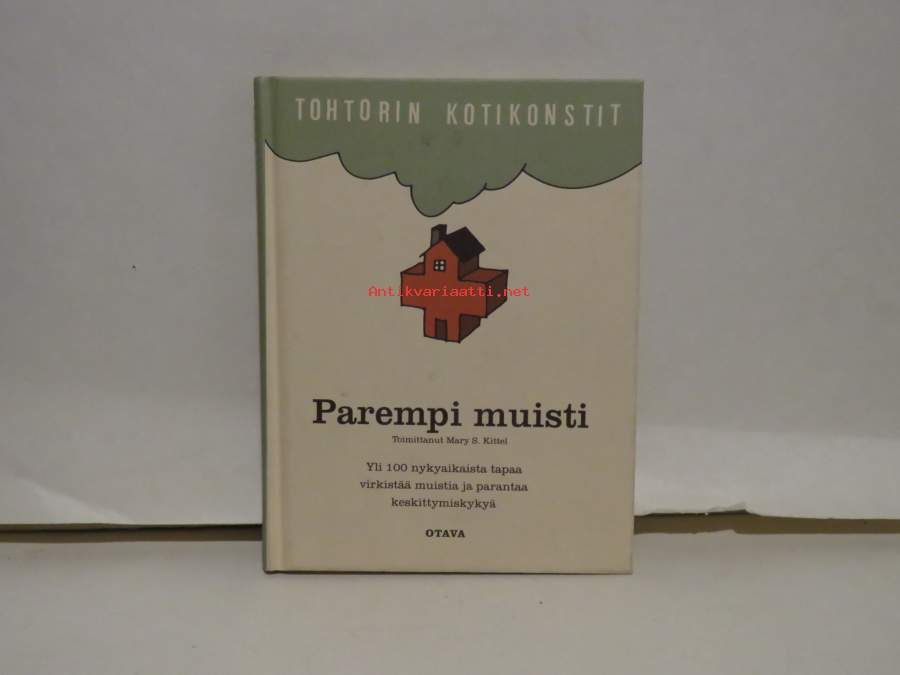 TOHTORIN KOTIKONSTIT
Antikvariaatti.net
Parempi muisti
Toimittanut Mary S. Kittel
Yli 100 nykyaikaista tapaa
virkistää muistia ja parantaa
keskittymiskykyä
OTAVA